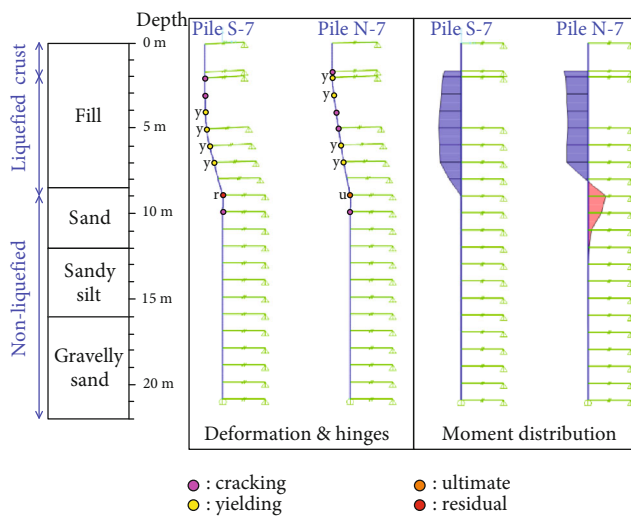 Depth
Pile S-7
Pile N-7
Pile S-7
Pile N-7
0 m
5 m
10 m
15 m
20 m
Liquefied crust
Non-liquefied
Fill
Sand
Sandy
silt
Gravelly
sand
y
y
y
y
r
y
y
y
y
u
Deformation & hinges
Moment distribution
: cracking
: yielding
: ultimate
: residual